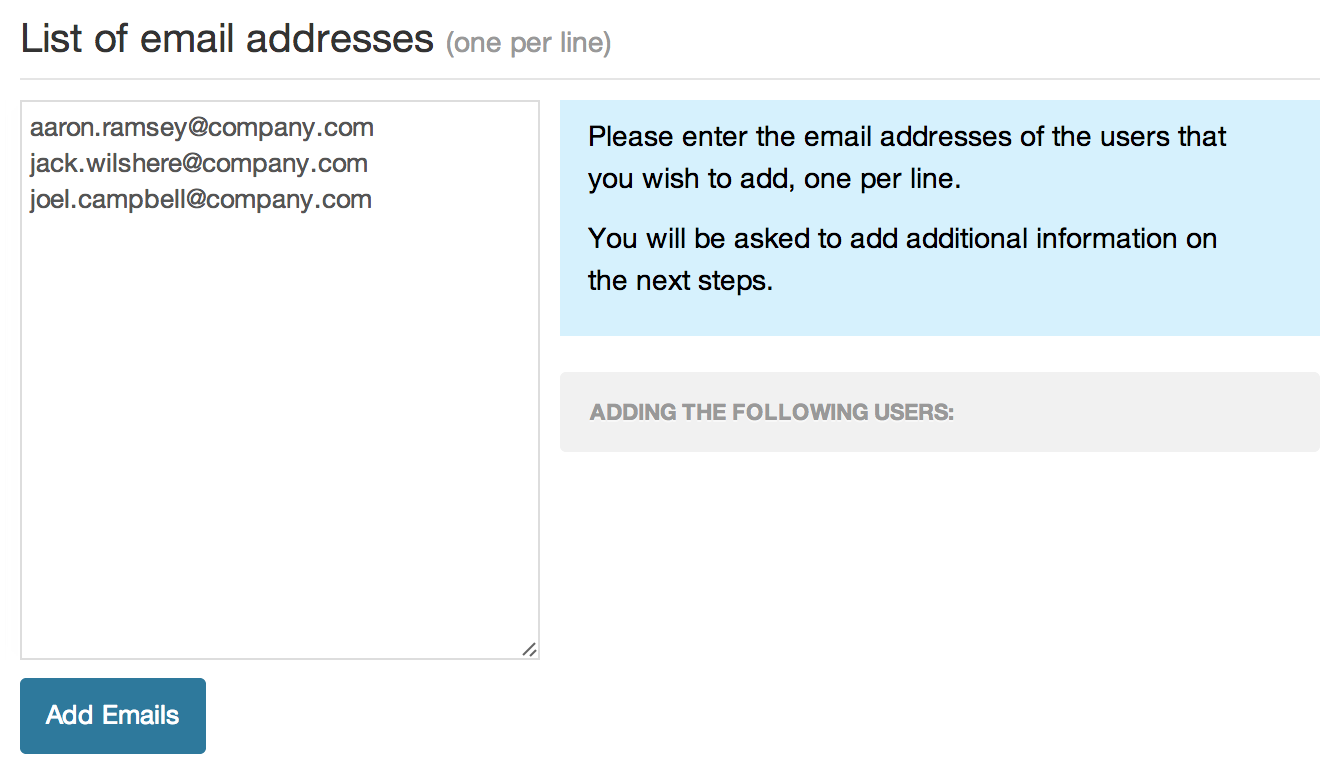 List of email addresses (one per line)
aaron.ramsey@company.com
jack.wilshere@company.com
joel.campbell@company.com
Please enter the email addresses of the users that
you wish to add, one per line.
You will be asked to add additional information on
the next steps.
ADDING THE FOLLOWING USERS:
Add Emails